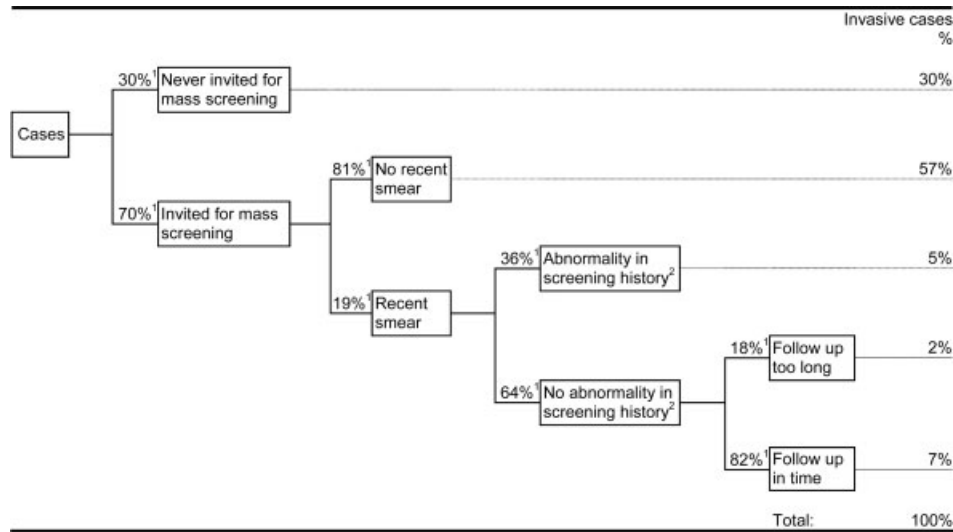 Invasive cases
%
30%¹ Never invited for
mass screening
30%
Cases
81%¹ No recent
smear
57%
70%¹ Invited for mass
screening
36%¹ Abnormality in
screening history²
5%
19%¹ Recent
smear
18%¹ Follow up
too long
2%
64%¹ No abnormality in
screening history²
82%¹ Follow up
in time
7%
Total: 100%